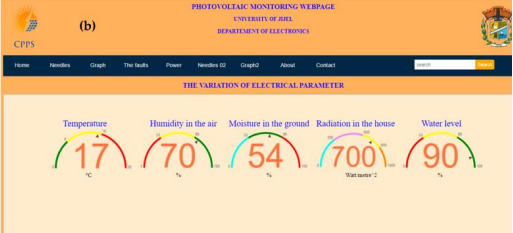 PHOTOVOLTAIC MONITORING WEBPAGE
UNIVERSITY OF JIJEL
DEPARTEMENT OF ELECTRONICS
(b)
CPPS
Home Needles Graph The faults Power Needles 02 Graph2 About Contact search Search
THE VARIATION OF ELECTRICAL PARAMETER
Temperature Humidity in the air Moisture in the ground Radiation in the house Water level
17 70 54 700 90
°C % % Watt/metre^2 %